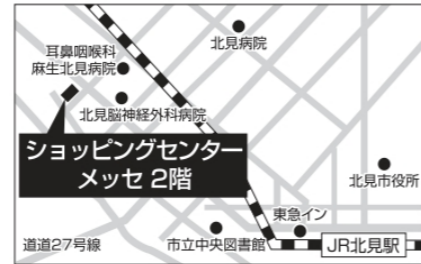 北見病院
耳鼻咽喉科
麻生北見病院
北見脳神経外科病院
ショッピングセンター
メッセ 2階
北見市役所
東急イン
道道27号線
市立中央図書館
JR北見駅